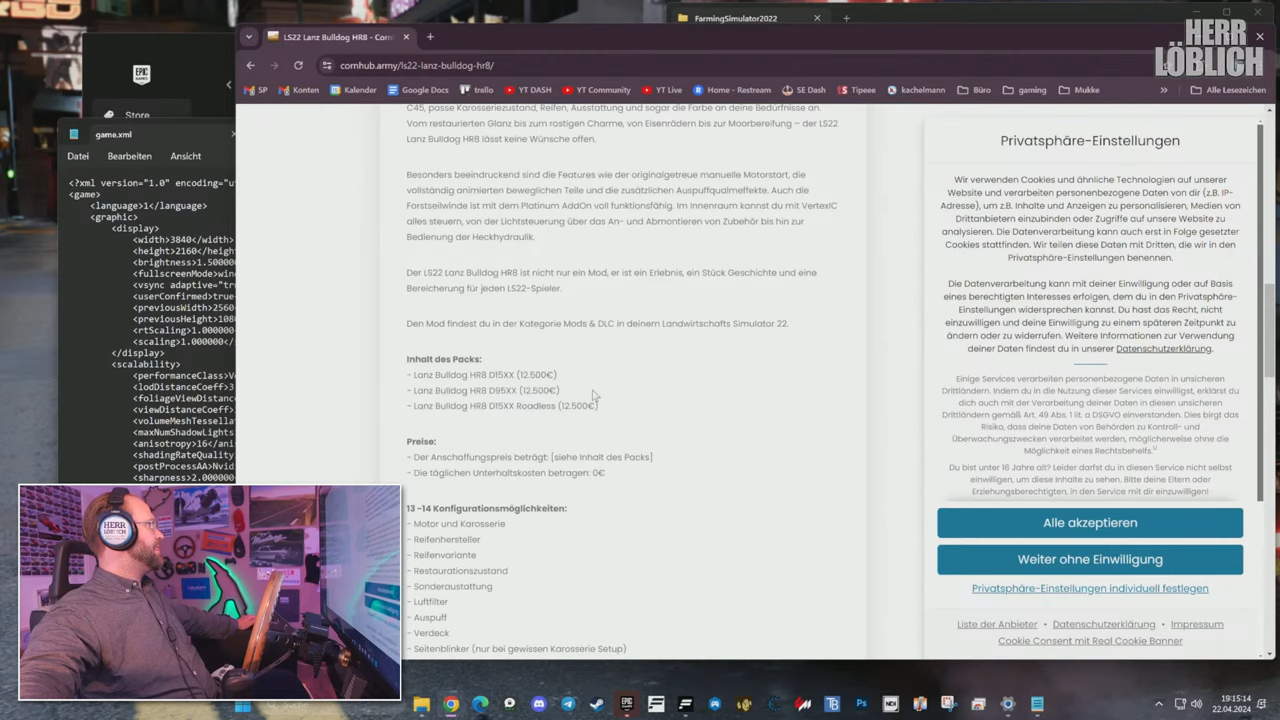 FarmingSimulator2022
HERR
LÖBLICH
LS22 Lanz Bulldog HR8 - Corn
cornhub.army/ls22-lanz-bulldog-hr8/
SP
Konten
Kalender
Google Docs
trello
YT DASH
YT Community
YT Live
Home - Restream
SE Dash
Tipeee
kachelmann
Büro
gaming
Mukke
Alle Lesezeichen
EPIC
GAMES
Store
game.xml
Datei
Bearbeiten
Ansicht
<?xml version="1.0" encoding="u
<game>
<language>1</language>
<graphic>
<display>
<width>3840</width>
<height>2160</height>
<brightness>1.50000
<fullscreenMode>win
<vsync adaptive="tru
<userConfirmed>true
<previousWidth>2560
<previousHeight>108
<rtScaling>1.000000
<scaling>1.000000</
</display>
<scalability>
<performanceClass>V
<lodDistanceCoeff>3
<foliageViewDistanc
<viewDistanceCoeff>
<volumeMeshTessella
<maxNumShadowLights
<anisotropy>16</ani
<shadingRateQuality
<postProcessAA>Nvid
<sharpness>2.00000
C45, passe Karosseriezustand, Reifen, Ausstattung und sogar die Farbe an deine Bedürfnisse an.
Vom restaurierten Glanz bis zum rostigen Charme, von Eisenrädern bis zur Moorbereifung – der LS22
Lanz Bulldog HR8 lässt keine Wünsche offen.
Besonders beeindruckend sind die Features wie der originalgetreue manuelle Motorstart, die
vollständig animierten beweglichen Teile und die zusätzlichen Auspuffqualmeffekte. Auch die
Forstseilwinde ist mit dem Platinum AddOn voll funktionsfähig. Im Innenraum kannst du mit VertexIC
alles steuern, von der Lichtsteuerung über das An- und Abmontieren von Zubehör bis hin zur
Bedienung der Heckhydraulik.
Der LS22 Lanz Bulldog HR8 ist nicht nur ein Mod, er ist ein Erlebnis, ein Stück Geschichte und eine
Bereicherung für jeden LS22-Spieler.
Den Mod findest du in der Kategorie Mods & DLC in deinem Landwirtschafts Simulator 22.
Inhalt des Packs:
- Lanz Bulldog HR8 D15XX (12.500€)
- Lanz Bulldog HR8 D95XX (12.500€)
- Lanz Bulldog HR8 D15XX Roadless (12.500€)
Preise:
- Der Anschaffungspreis beträgt: [siehe Inhalt des Packs]
- Die täglichen Unterhaltskosten betragen: 0€
13 -14 Konfigurationsmöglichkeiten:
- Motor und Karosserie
- Reifenhersteller
- Reifenvariante
- Restaurationszustand
- Sonderaustattung
- Luftfilter
- Auspuff
- Verdeck
- Seitenblinker (nur bei gewissen Karosserie Setup)
Privatsphäre-Einstellungen
Wir verwenden Cookies und ähnliche Technologien auf unserer
Website und verarbeiten personenbezogene Daten von dir (z.B. IP-
Adresse), um z.B. Inhalte und Anzeigen zu personalisieren, Medien von
Drittanbietern einzubinden oder Zugriffe auf unsere Website zu
analysieren. Die Datenverarbeitung kann auch erst in Folge gesetzter
Cookies stattfinden. Wir teilen diese Daten mit Dritten, die wir in den
Privatsphäre-Einstellungen benennen.
Die Datenverarbeitung kann mit deiner Einwilligung oder auf Basis
eines berechtigten Interesses erfolgen, dem du in den Privatsphäre-
Einstellungen widersprechen kannst. Du hast das Recht, nicht
einzuwilligen und deine Einwilligung zu einem späteren Zeitpunkt zu
ändern oder zu widerrufen. Weitere Informationen zur Verwendung
deiner Daten findest du in unserer Datenschutzerklärung.
Einige Services verarbeiten personenbezogene Daten in unsicheren
Drittländern. Indem du in die Nutzung dieser Services einwilligst, erklärst du
dich auch mit der Verarbeitung deiner Daten in diesen unsicheren
Drittländern gemäß Art. 49 Abs. 1 lit. a DSGVO einverstanden. Dies birgt das
Risiko, dass deine Daten von Behörden zu Kontroll- und
Überwachungszwecken verarbeitet werden, möglicherweise ohne die
Möglichkeit eines Rechtsbehelfs.
Du bist unter 16 Jahre alt? Leider darfst du in diesen Service nicht selbst
einwilligen, um diese Inhalte zu sehen. Bitte deine Eltern oder
Erziehungsberechtigten, in den Service mit dir einzuwilligen!
Alle akzeptieren
Weiter ohne Einwilligung
Privatsphäre-Einstellungen individuell festlegen
Liste der Anbieter • Datenschutzerklärung • Impressum
Cookie Consent mit Real Cookie Banner
HERR
LÖBLICH
Suche
19:15:14
22.04.2024